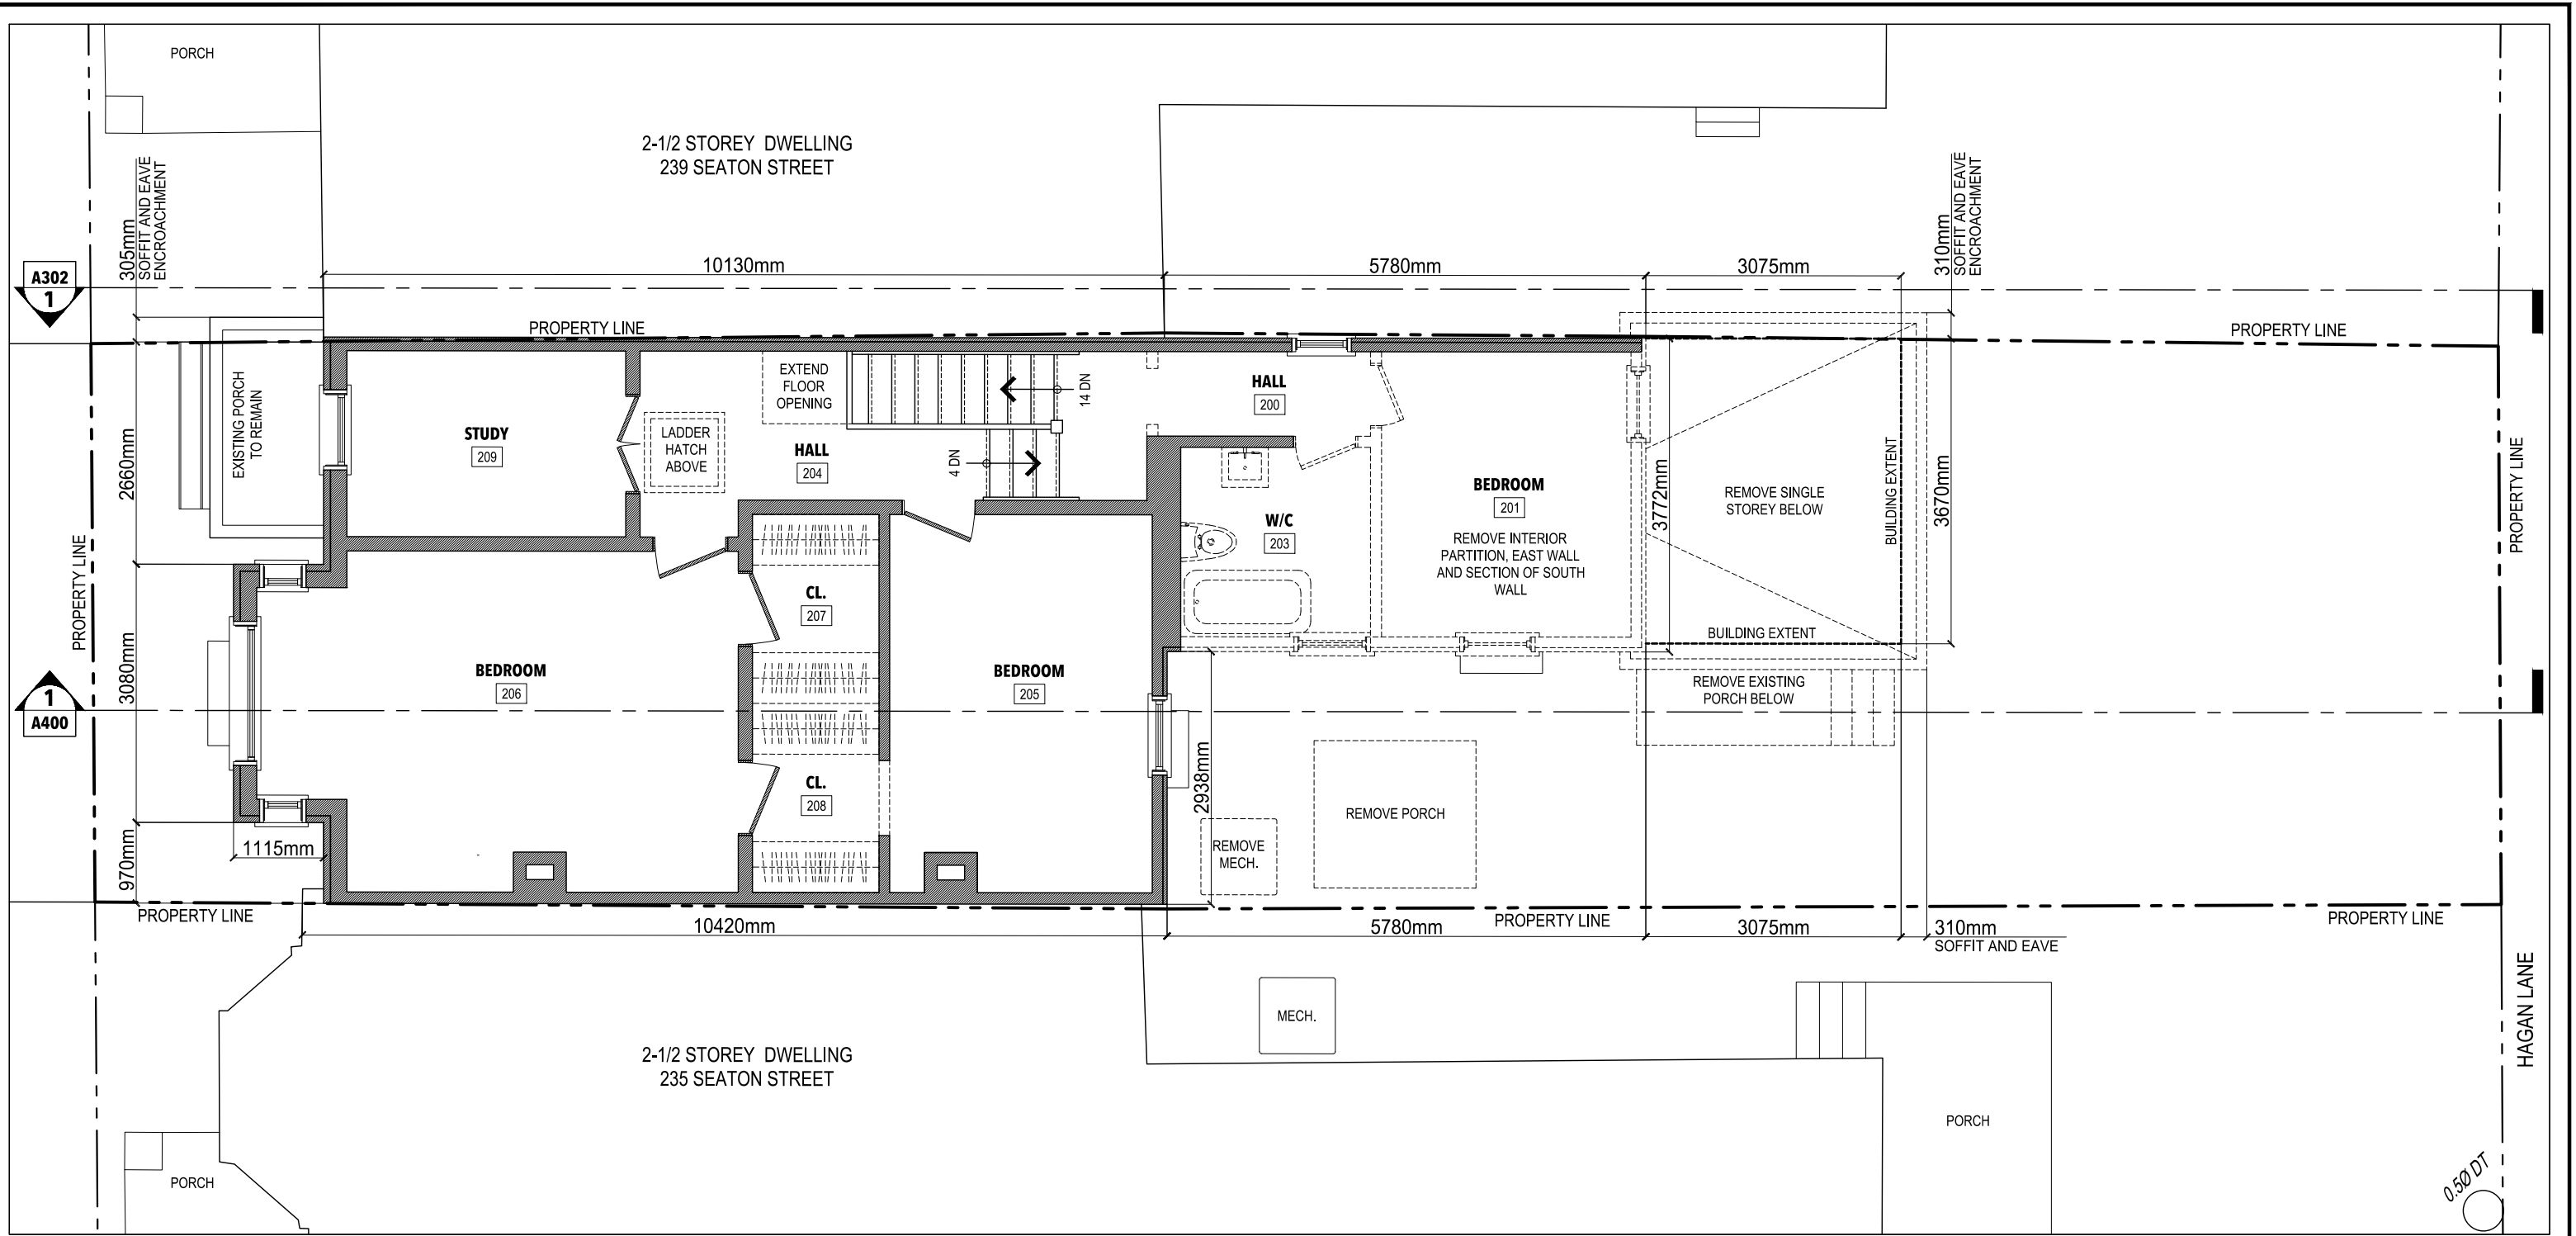 PORCH
2-1/2 STOREY DWELLING
239 SEATON STREET
305mm
SOFFIT AND EAVE
ENCROACHMENT
310mm
SOFFIT AND EAVE
ENCROACHMENT
A302
1
10130mm
5780mm
3075mm
PROPERTY LINE
PROPERTY LINE
EXISTING PORCH
TO REMAIN
2660mm
STUDY
209
LADDER
HATCH
ABOVE
EXTEND
FLOOR
OPENING
HALL
204
14 DN
4 DN
HALL
200
W/C
203
BEDROOM
201
REMOVE INTERIOR
PARTITION, EAST WALL
AND SECTION OF SOUTH
WALL
3772mm
REMOVE SINGLE
STOREY BELOW
BUILDING EXTENT
3670mm
BUILDING EXTENT
PROPERTY LINE
PROPERTY LINE
3080mm
1
A400
BEDROOM
206
CL.
207
CL.
208
BEDROOM
205
2938mm
REMOVE EXISTING
PORCH BELOW
REMOVE PORCH
REMOVE
MECH.
970mm
1115mm
PROPERTY LINE
10420mm
5780mm
PROPERTY LINE
3075mm
310mm
SOFFIT AND EAVE
PROPERTY LINE
HAGAN LANE
MECH.
2-1/2 STOREY DWELLING
235 SEATON STREET
PORCH
PORCH
0.5Ø DT